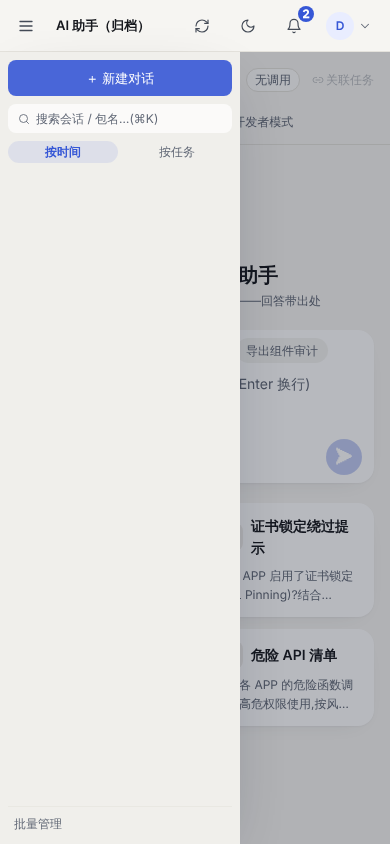 AI 助手（归档）
2
D
+ 新建对话
搜索会话 / 包名...(⌘K)
按时间
按任务
无调用
关联任务
开发者模式
助手
——回答带出处
导出组件审计
Enter 换行)
证书锁定绕过提
示
APP 启用了证书锁定
Pinning)?结合...
危险 API 清单
各 APP 的危险函数调
高危权限使用,按风...
批量管理